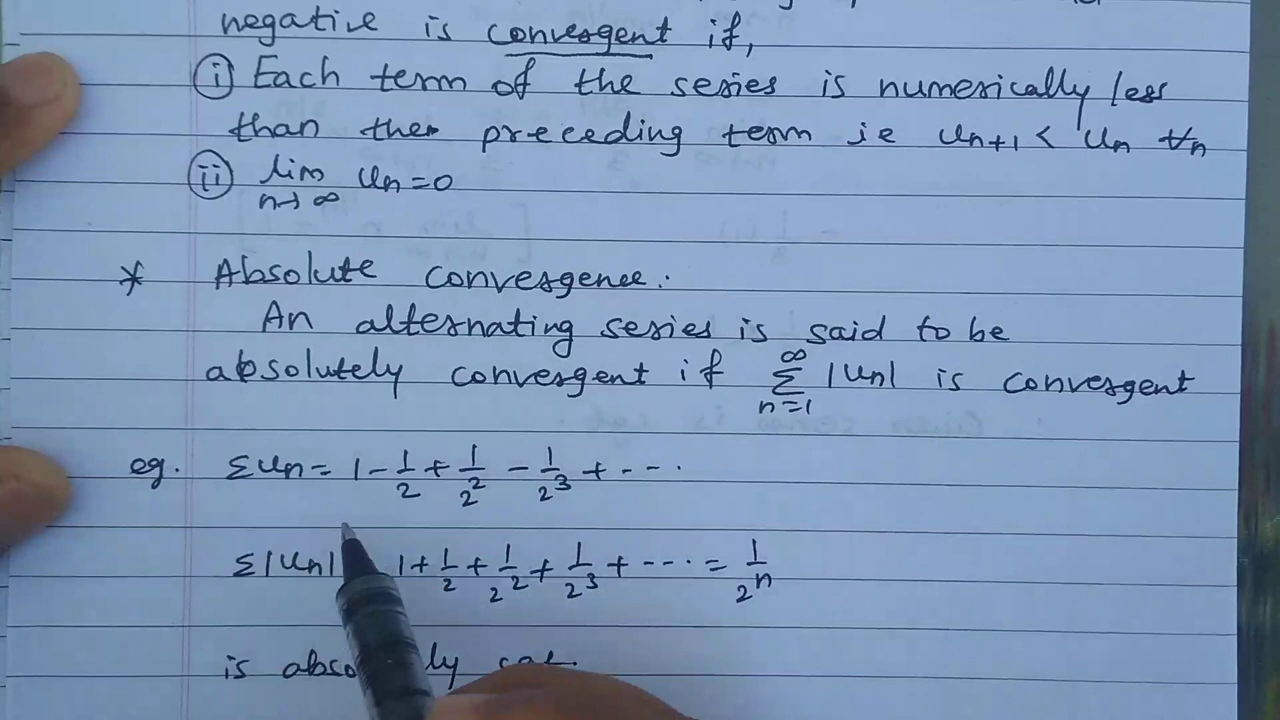 negative is convergent if,
(i) Each term of the series is numerically less
than ther preceding term ie Un+1 < Un ∀n
(ii) lim n→∞ Un = 0
* Absolute convergence:
An alternating series is said to be
absolutely convergent if ∑ n=1 ∞ |Un| is convergent
eg. ∑Un = 1 - 1/2 + 1/2² - 1/2³ + ----
∑|Un| 1 + 1/2 + 1/2² + 1/2³ + ---- = 1/2ⁿ
is